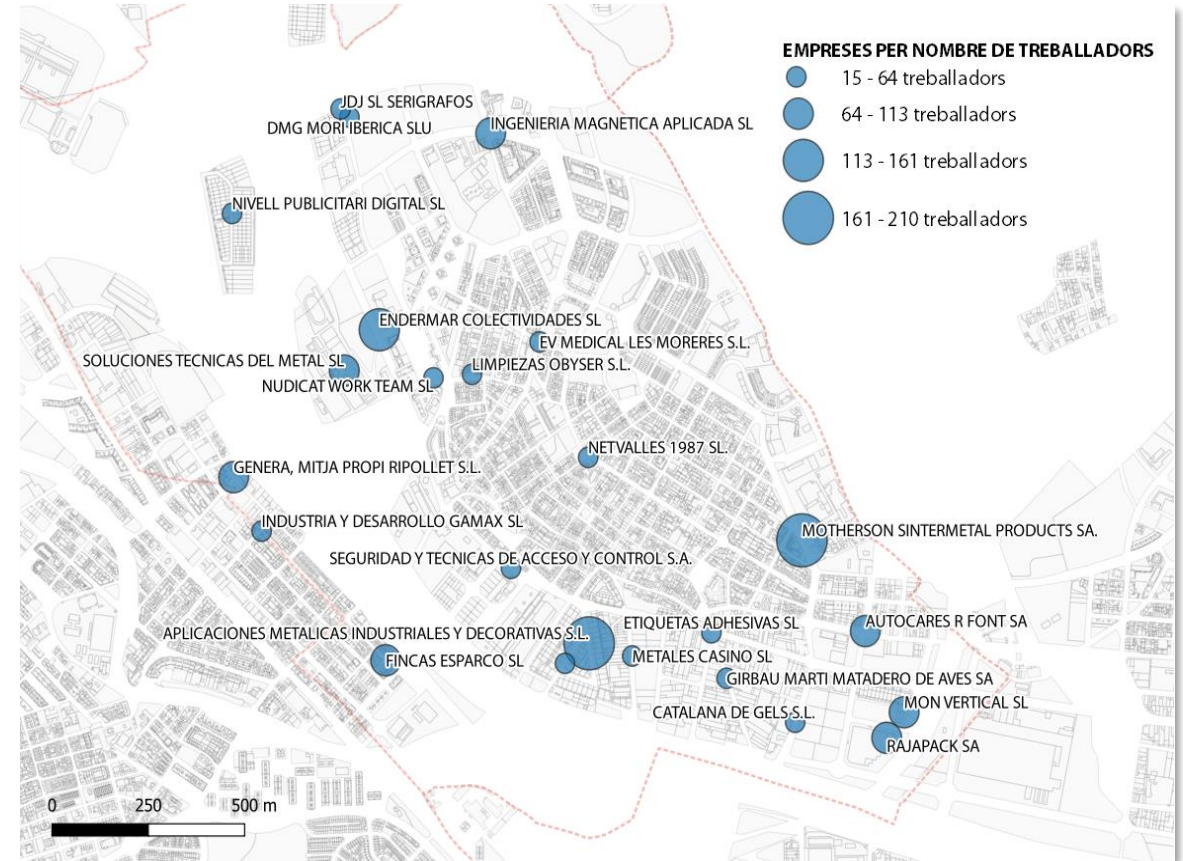 EMPRESES PER NOMBRE DE TREBALLADORS
15 - 64 treballadors
64 - 113 treballadors
113 - 161 treballadors
161 - 210 treballadors
JDJ SL SERIGRAFOS
DMG MORI IBERICA SLU
INGENIERIA MAGNETICA APLICADA SL
NIVELL PUBLICITARI DIGITAL SL
ENDERMAR COLECTIVIDADES SL
EV MEDICAL LES MORERES S.L.
SOLUCIONES TECNICAS DEL METAL SL
LIMPIEZAS OBYSER S.L.
NUDICAT WORK TEAM SL
NETVALLES 1987 SL.
GENERA, MITJA PROPI RIPOLLET S.L.
INDUSTRIA Y DESARROLLO GAMAX SL
MOTHERSON SINTERMETAL PRODUCTS SA.
SEGURIDAD Y TECNICAS DE ACCESO Y CONTROL S.A.
ETIQUETAS ADHESIVAS SL
AUTOCARES R FONT SA
APLICACIONES METALICAS INDUSTRIALES Y DECORATIVAS S.L.
FINCAS ESPARCO SL
METALES CASINO SL
GIRBAU MARTI MATADERO DE AVES SA
MON VERTICAL SL
CATALANA DE GELS S.L.
RAJAPACK SA
0 250 500 m